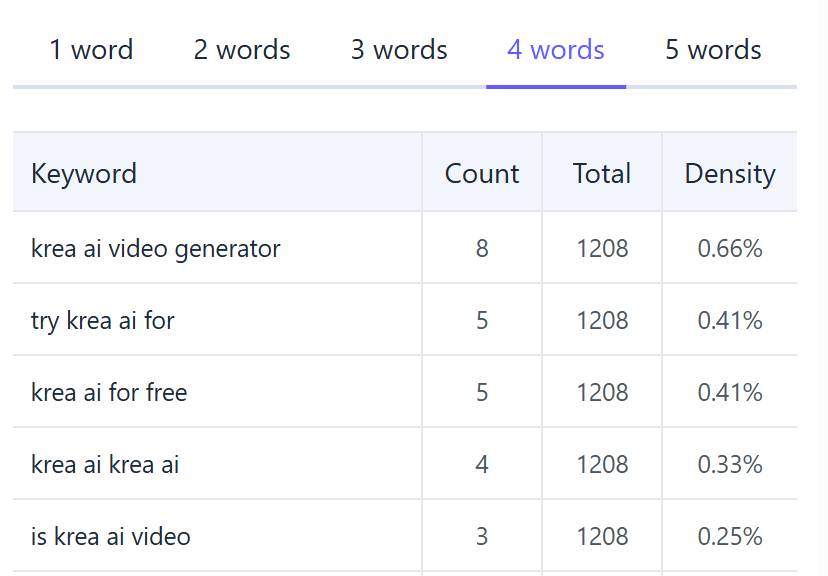 1 word 2 words 3 words 4 words 5 words
Keyword Count Total Density
krea ai video generator 8 1208 0.66%
try krea ai for 5 1208 0.41%
krea ai for free 5 1208 0.41%
krea ai krea ai 4 1208 0.33%
is krea ai video 3 1208 0.25%